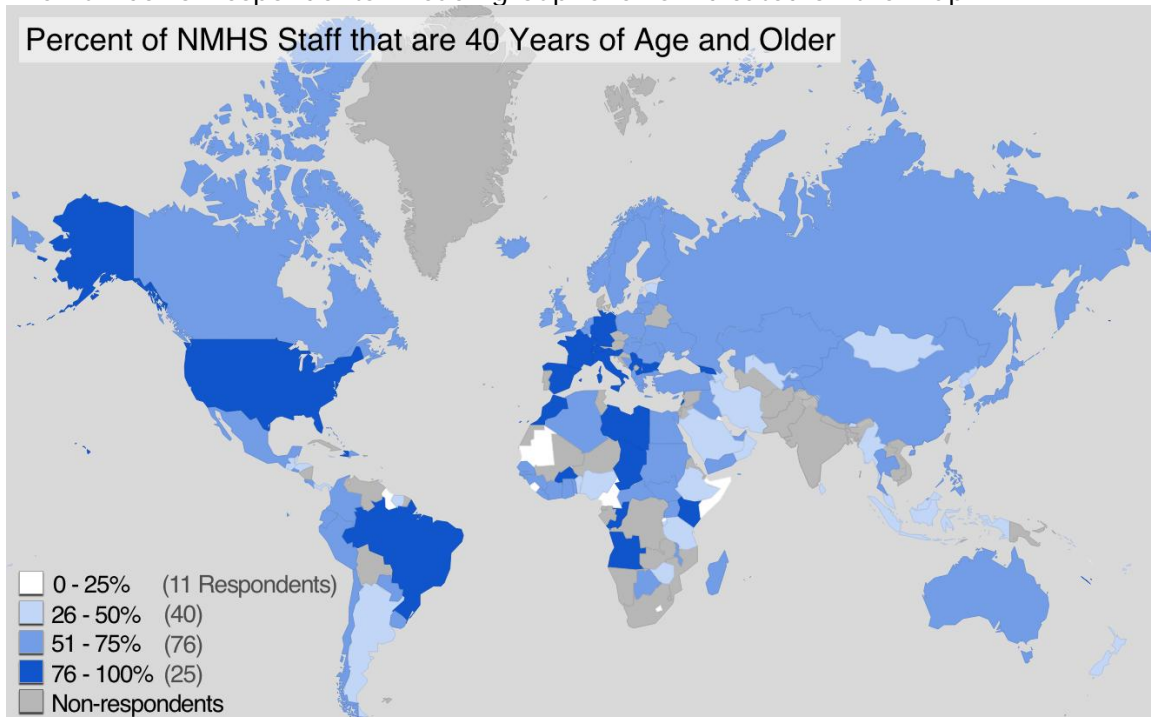 Percent of NMHS Staff that are 40 Years of Age and Older
0 - 25% (11 Respondents)
26 - 50% (40)
51 - 75% (76)
76 - 100% (25)
Non-respondents